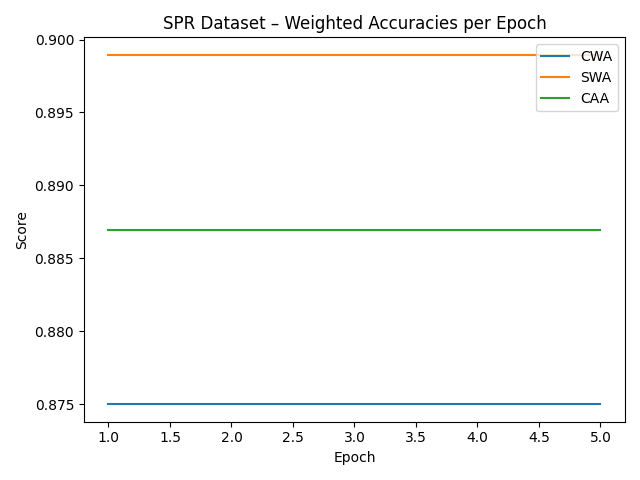 SPR Dataset – Weighted Accuracies per Epoch
Score
0.900
0.895
0.890
0.885
0.880
0.875
CWA
SWA
CAA
1.0 1.5 2.0 2.5 3.0 3.5 4.0 4.5 5.0
Epoch